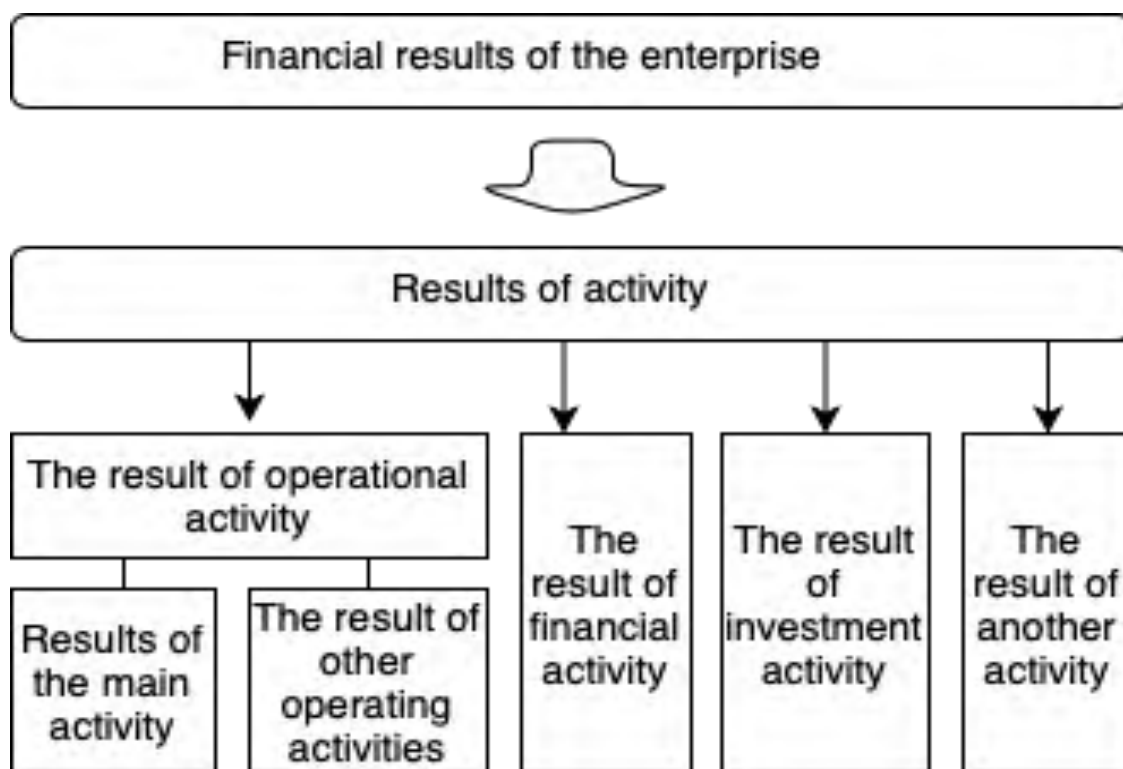 Financial results of the enterprise
Results of activity
The result of operational
activity
Results of
the main
activity
The result of
other
operating
activities
The
result of
financial
activity
The result
of
investment
activity
The
result of
another
activity